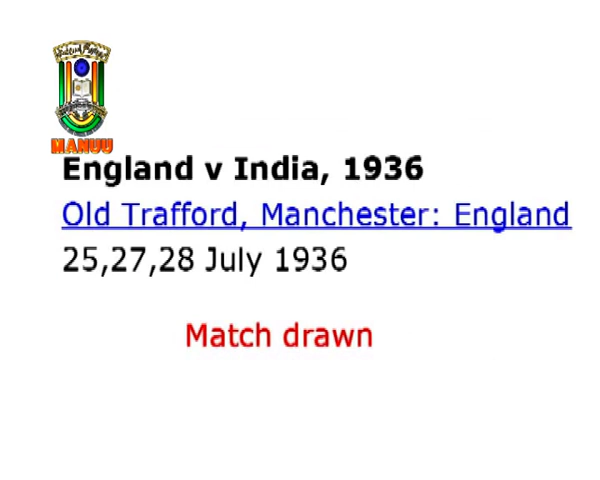 MANUU
England v India, 1936
Old Trafford, Manchester: England
25,27,28 July 1936
Match drawn